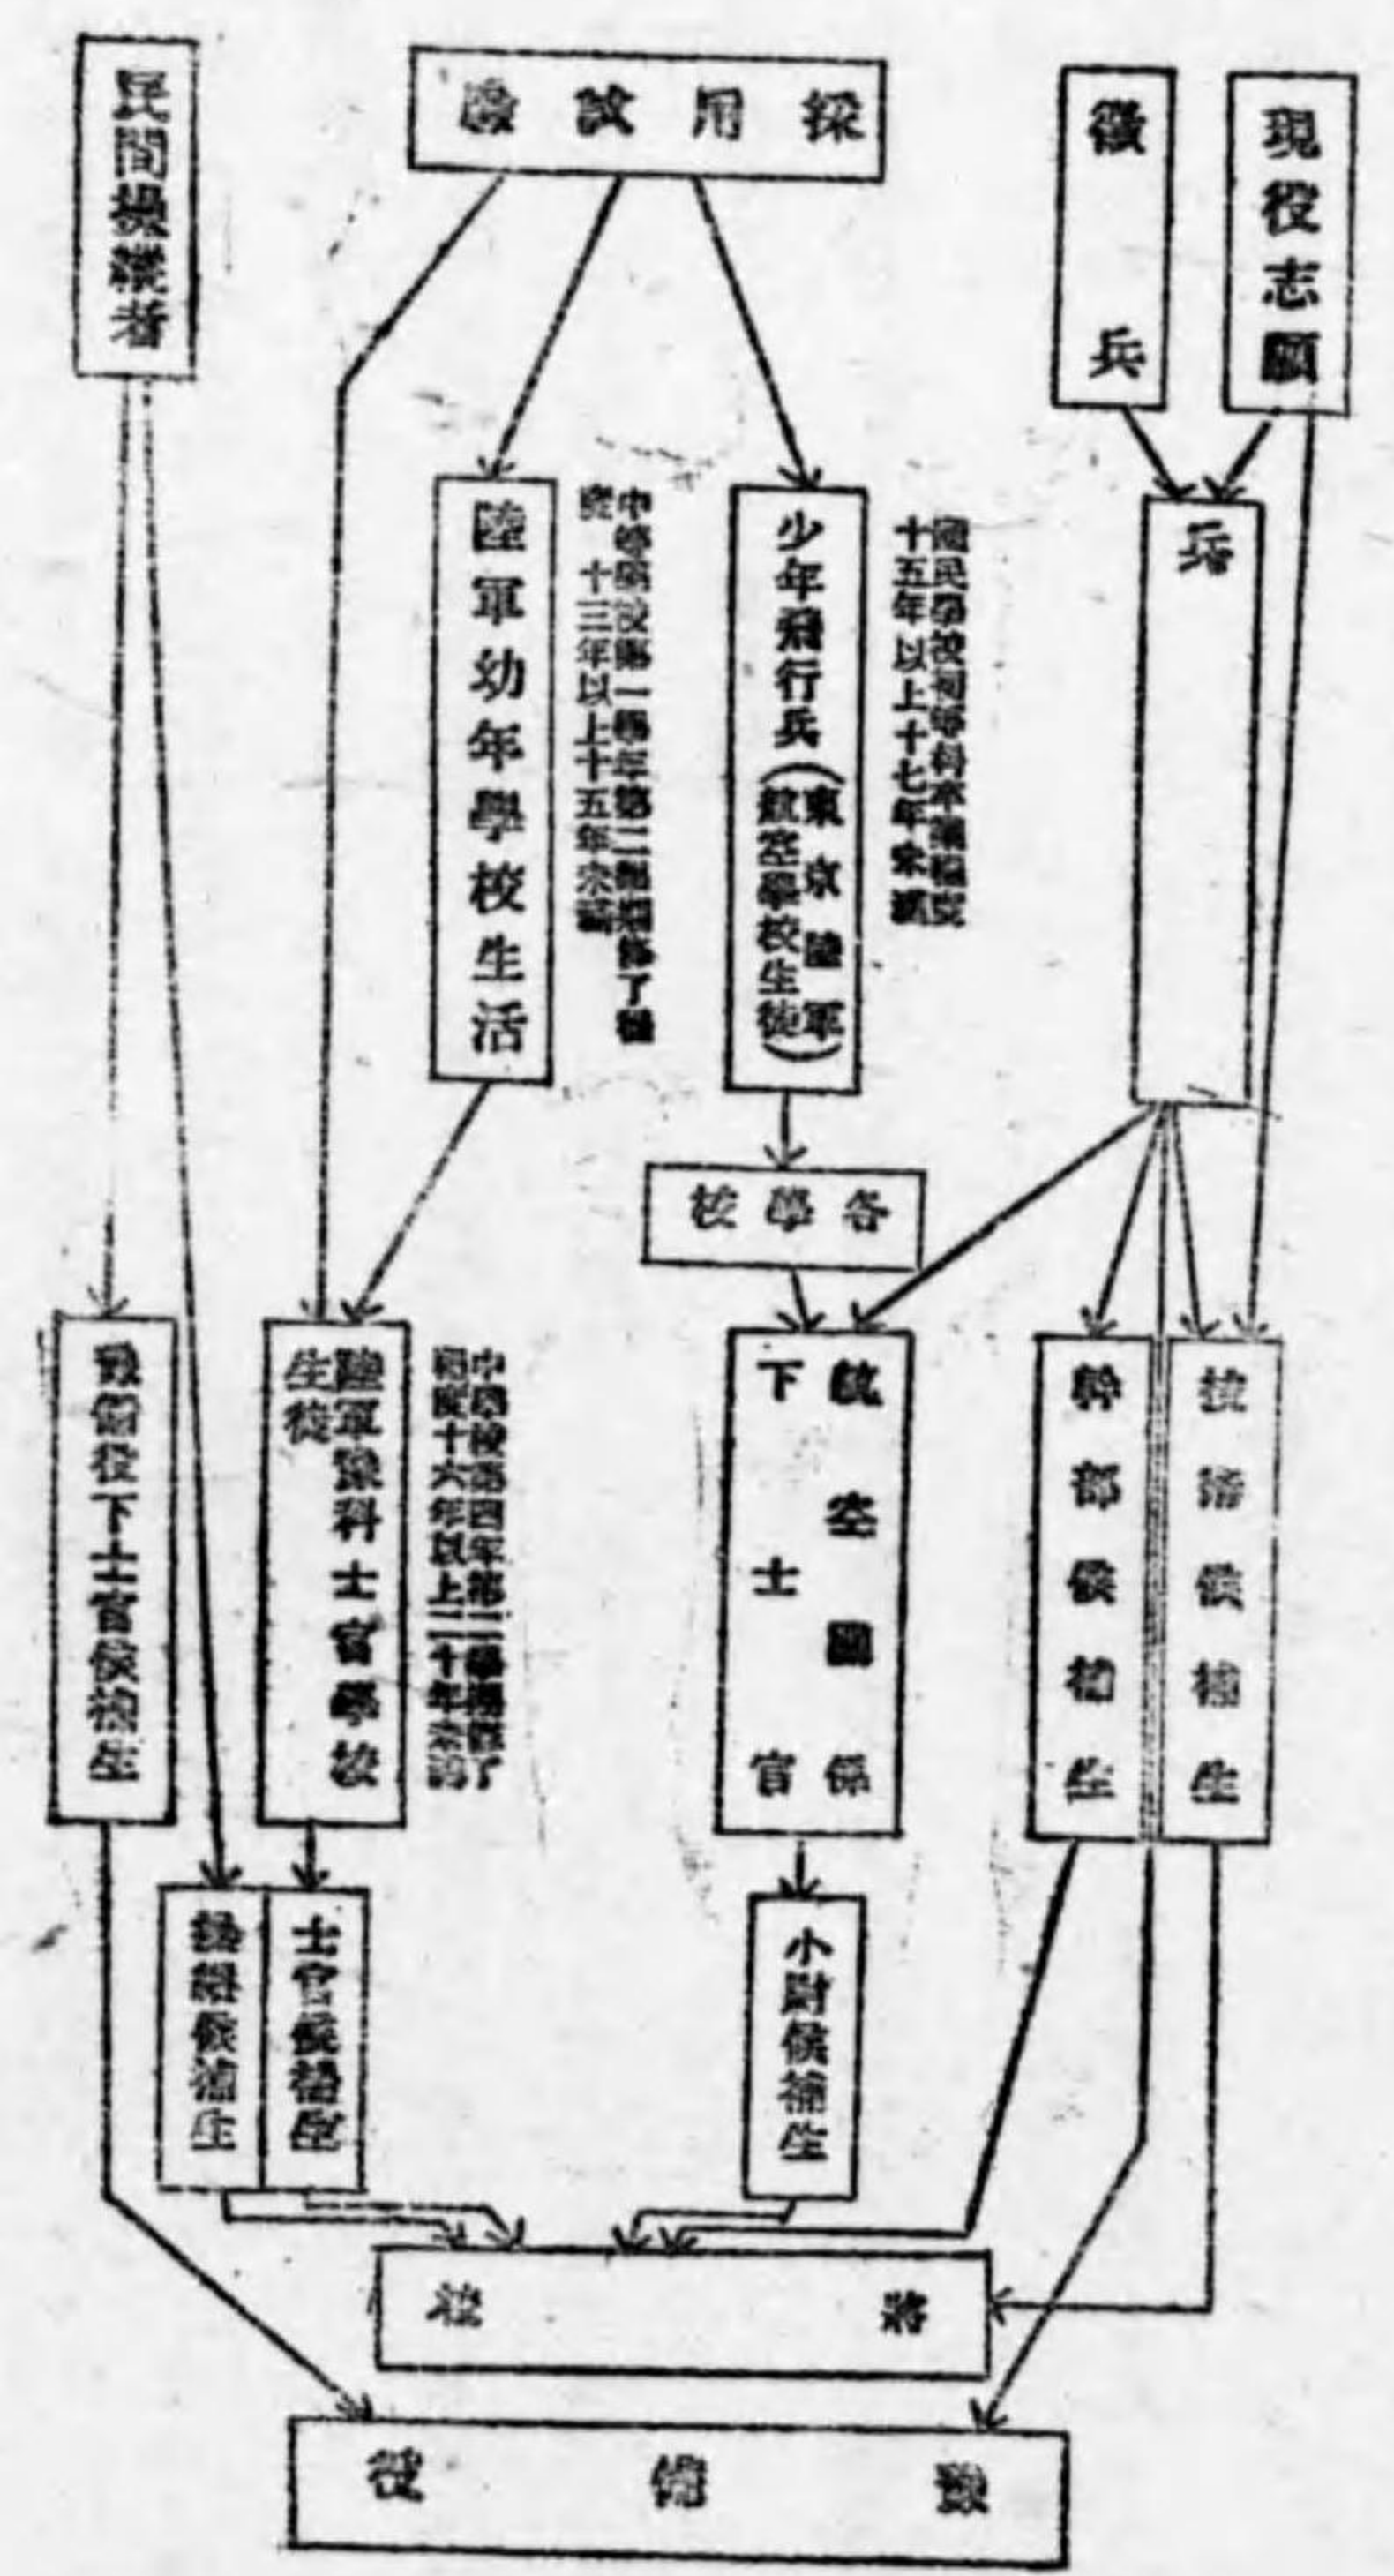 現役志願
徵兵
採用試驗
民間操縱者
兵
國民學校初等科卒業程度
十五年以上十七年未滿
少年飛行兵(東京陸軍
航空學校生徒)
中等學校第一學年第二學期修了程
度 十三年以上十五年未滿
陸軍幼年學校生活
各學校
技術候補生
幹部候補生
航空關係
下士官
中學校第四年第二學期修了
程度十六年以上二十年未滿
陸軍豫科士官學校
生徒
豫備役下士官候補生
小尉候補生
士官候補生
操縱候補生
將校
豫備役